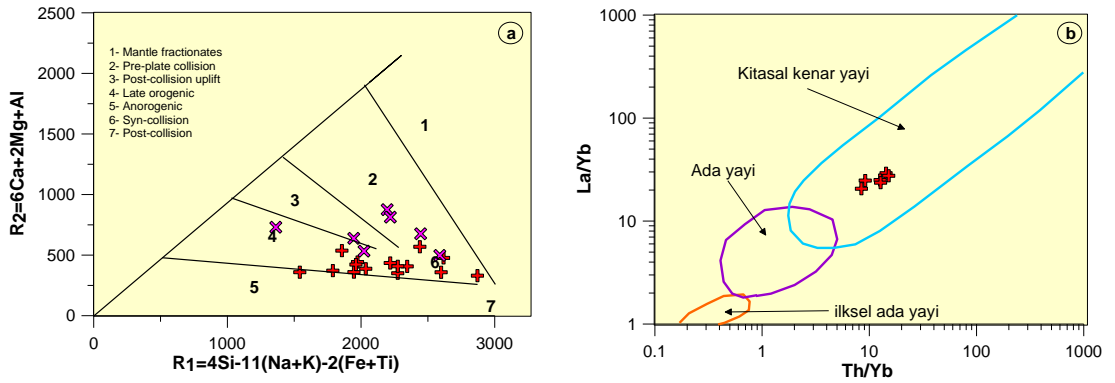 a
2500
2000
1500
1000
500
0
R2=6Ca+2Mg+Al
1- Mantle fractionates
2- Pre-plate collision
3- Post-collision uplift
4- Late orogenic
5- Anorogenic
6- Syn-collision
7- Post-collision
1
2
3
4
5
6
7
0
1000
2000
3000
R1=4Si-11(Na+K)-2(Fe+Ti)
b
1000
100
10
1
La/Yb
Kitasal kenar yayi
Ada yayi
ilksel ada yayi
0.1
1
10
100
1000
Th/Yb